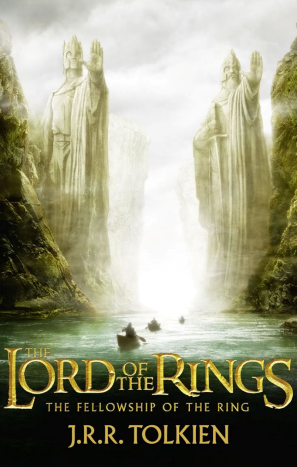 THE
LORD OF THE RINGS
THE FELLOWSHIP OF THE RING
J.R.R. TOLKIEN